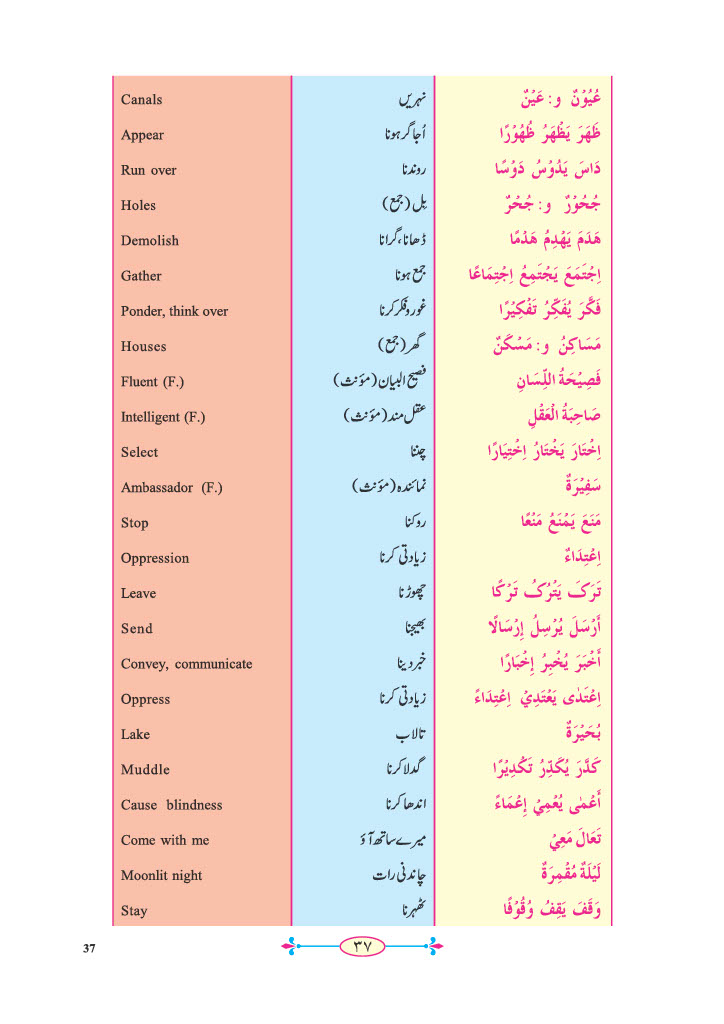 Canals نہریں عُيُوْنٌ و: عَيْنٌ
Appear اُجاگر ہونا ظَهَرَ يَظْهَرُ ظُهُوْرًا
Run over روندنا دَاسَ يَدُوْسُ دَوْسًا
Holes بِل (جمع) جُحُوْرٌ و: جُحْرٌ
Demolish ڈھانا، گرانا هَدَمَ يَهْدِمُ هَدْمًا
Gather جمع ہونا اِجْتَمَعَ يَجْتَمِعُ اِجْتِمَاعًا
Ponder, think over غور و فکر کرنا فَكَّرَ يُفَكِّرُ تَفْكِيْرًا
Houses گھر (جمع) مَسَاكِنُ و: مَسْكَنٌ
Fluent (F.) فصیح البیان (مؤنث) فَصِيْحَةُ اللِّسَانِ
Intelligent (F.) عقل مند (مؤنث) صَاحِبَةُ الْعَقْلِ
Select چننا اِخْتَارَ يَخْتَارُ اِخْتِيَارًا
Ambassador (F.) نمائندہ (مؤنث) سَفِيْرَةٌ
Stop روکنا مَنَعَ يَمْنَعُ مَنْعًا
Oppression زیادتی کرنا اِعْتِدَاءٌ
Leave چھوڑنا تَرَكَ يَتْرُكُ تَرْكًا
Send بھیجنا أَرْسَلَ يُرْسِلُ إِرْسَالًا
Convey, communicate خبر دینا أَخْبَرَ يُخْبِرُ إِخْبَارًا
Oppress زیادتی کرنا اِعْتَدٰى يَعْتَدِيْ اِعْتِدَاءً
Lake تالاب بُحَيْرَةٌ
Muddle گدلا کرنا كَدَّرَ يُكَدِّرُ تَكْدِيْرًا
Cause blindness اندھا کرنا أَعْمٰى يُعْمِيْ إِعْمَاءً
Come with me میرے ساتھ آؤ تَعَالَ مَعِيْ
Moonlit night چاندنی رات لَيْلَةٌ مُقْمِرَةٌ
Stay ٹھہرنا وَقَفَ يَقِفُ وُقُوْفًا
37 ۳۷